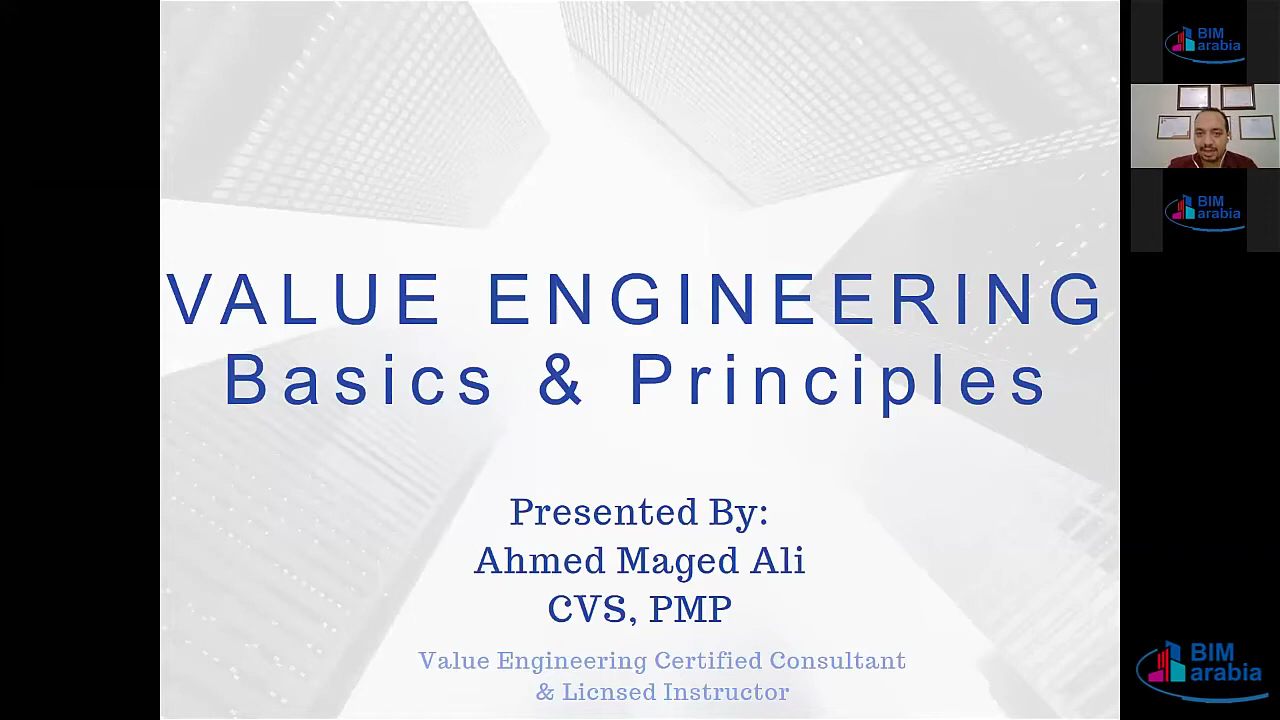 VALUE ENGINEERING
Basics & Principles
Presented By:
Ahmed Maged Ali
CVS, PMP
Value Engineering Certified Consultant
& Licnsed Instructor
BIM
arabia
BIM
arabia
BIM
arabia